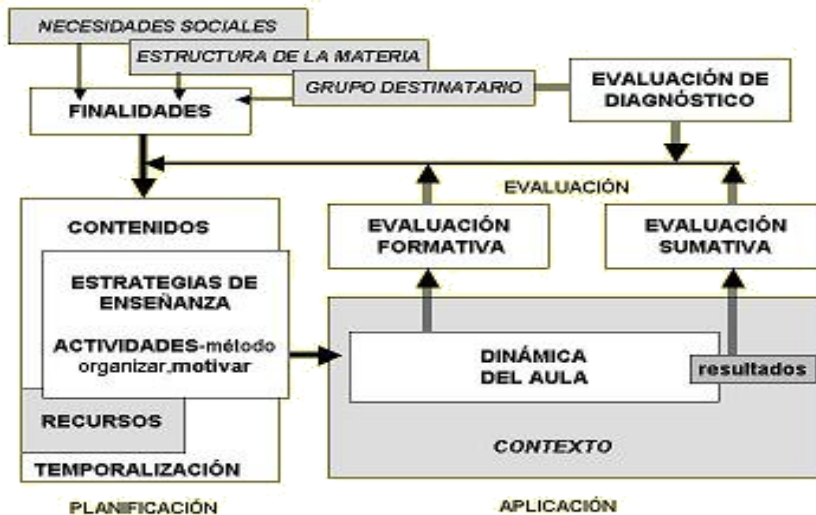 NECESIDADES SOCIALES
ESTRUCTURA DE LA MATERIA
GRUPO DESTINATARIO
EVALUACIÓN DE
DIAGNÓSTICO
FINALIDADES
EVALUACIÓN
CONTENIDOS
EVALUACIÓN
FORMATIVA
EVALUACIÓN
SUMATIVA
ESTRATEGIAS DE
ENSEÑANZA
ACTIVIDADES-método
organizar,motivar
DINÁMICA
DEL AULA
resultados
RECURSOS
CONTEXTO
TEMPORALIZACIÓN
PLANIFICACIÓN
APLICACIÓN